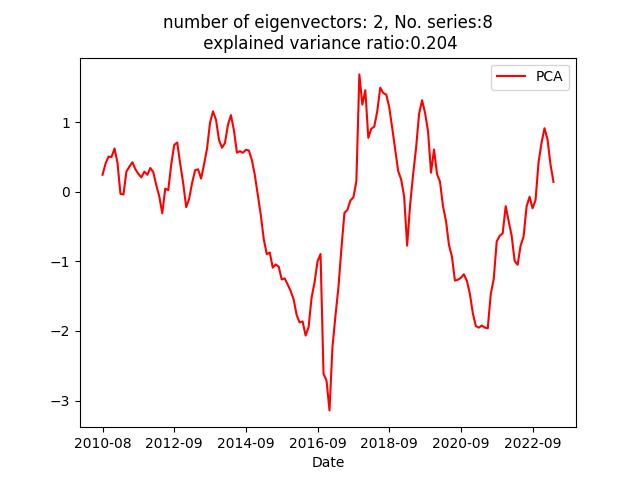 number of eigenvectors: 2, No. series:8
explained variance ratio:0.204
PCA
1
0
−1
−2
−3
2010-08 2012-09 2014-09 2016-09 2018-09 2020-09 2022-09
Date